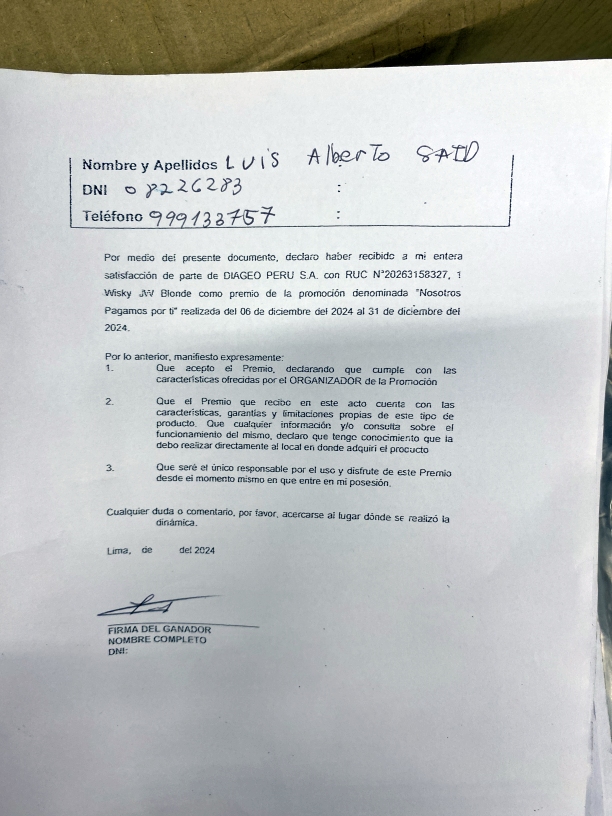 Nombre y Apellidos LUIS Alberto SAID
DNI 08226283 :
Teléfono 999133757 :
Por medio del presente documento, declaro haber recibido a mi entera
satisfacción de parte de DIAGEO PERU S.A. con RUC N°20263158327, 1
Wisky JW Blonde como premio de la promoción denominada "Nosotros
Pagamos por ti" realizada del 06 de diciembre del 2024 al 31 de diciembre del
2024.
Por lo anterior, manifiesto expresamente:
1. Que acepto el Premio, declarando que cumple con las
características ofrecidas por el ORGANIZADOR de la Promoción
2. Que el Premio que recibo en este acto cuenta con las
características, garantías y limitaciones propias de este tipo de
producto. Que cualquier información y/o consulta sobre el
funcionamiento del mismo, declaro que tengo conocimiento que la
debo realizar directamente al local en donde adquirí el producto
3. Que seré el único responsable por el uso y disfrute de este Premio
desde el momento mismo en que entre en mi posesión.
Cualquier duda o comentario, por favor, acercarse al lugar dónde se realizó la
dinámica.
Lima, de del 2024
FIRMA DEL GANADOR
NOMBRE COMPLETO
DNI: